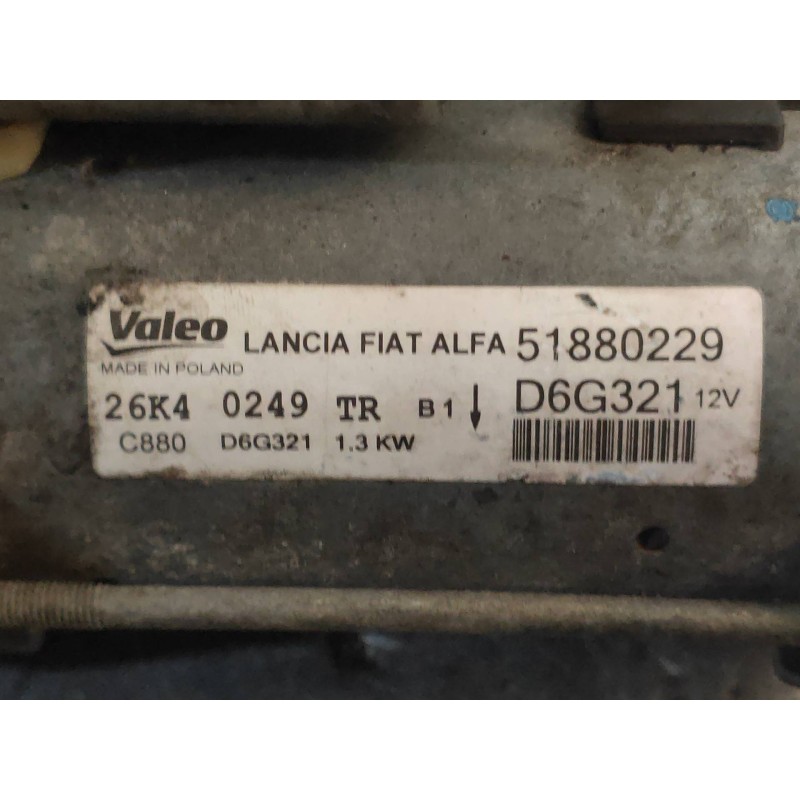 Valeo LANCIA FIAT ALFA 51880229
MADE IN POLAND
26K4 0249 TR B1 D6G321 12V
C880 D6G321 1.3 KW